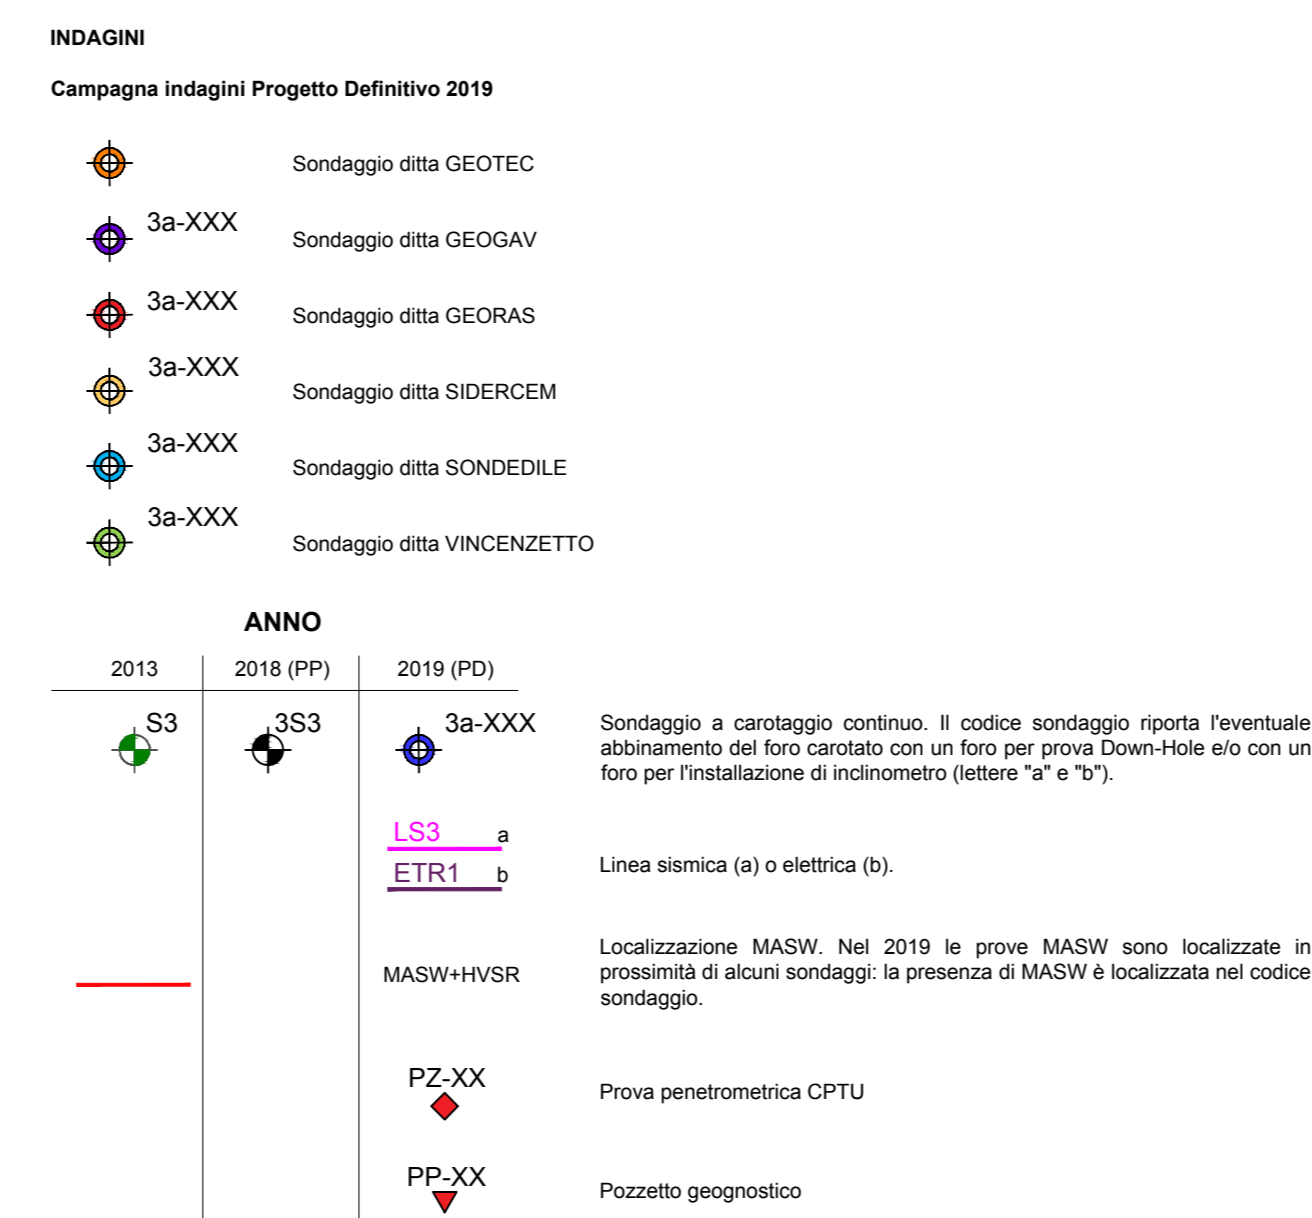 INDAGINI
Campagna indagini Progetto Definitivo 2019
Sondaggio ditta GEOTEC
3a-XXX
Sondaggio ditta GEOGAV
3a-XXX
Sondaggio ditta GEORAS
3a-XXX
Sondaggio ditta SIDERCEM
3a-XXX
Sondaggio ditta SONDEDILE
3a-XXX
Sondaggio ditta VINCENZETTO
ANNO
2013 2018 (PP) 2019 (PD)
S3 3S3 3a-XXX
Sondaggio a carotaggio continuo. Il codice sondaggio riporta l'eventuale
abbinamento del foro carotato con un foro per prova Down-Hole e/o con un
foro per l'installazione di inclinometro (lettere "a" e "b").
LS3 a
ETR1 b
Linea sismica (a) o elettrica (b).
MASW+HVSR
Localizzazione MASW. Nel 2019 le prove MASW sono localizzate in
prossimità di alcuni sondaggi: la presenza di MASW è localizzata nel codice
sondaggio.
PZ-XX
Prova penetrometrica CPTU
PP-XX
Pozzetto geognostico